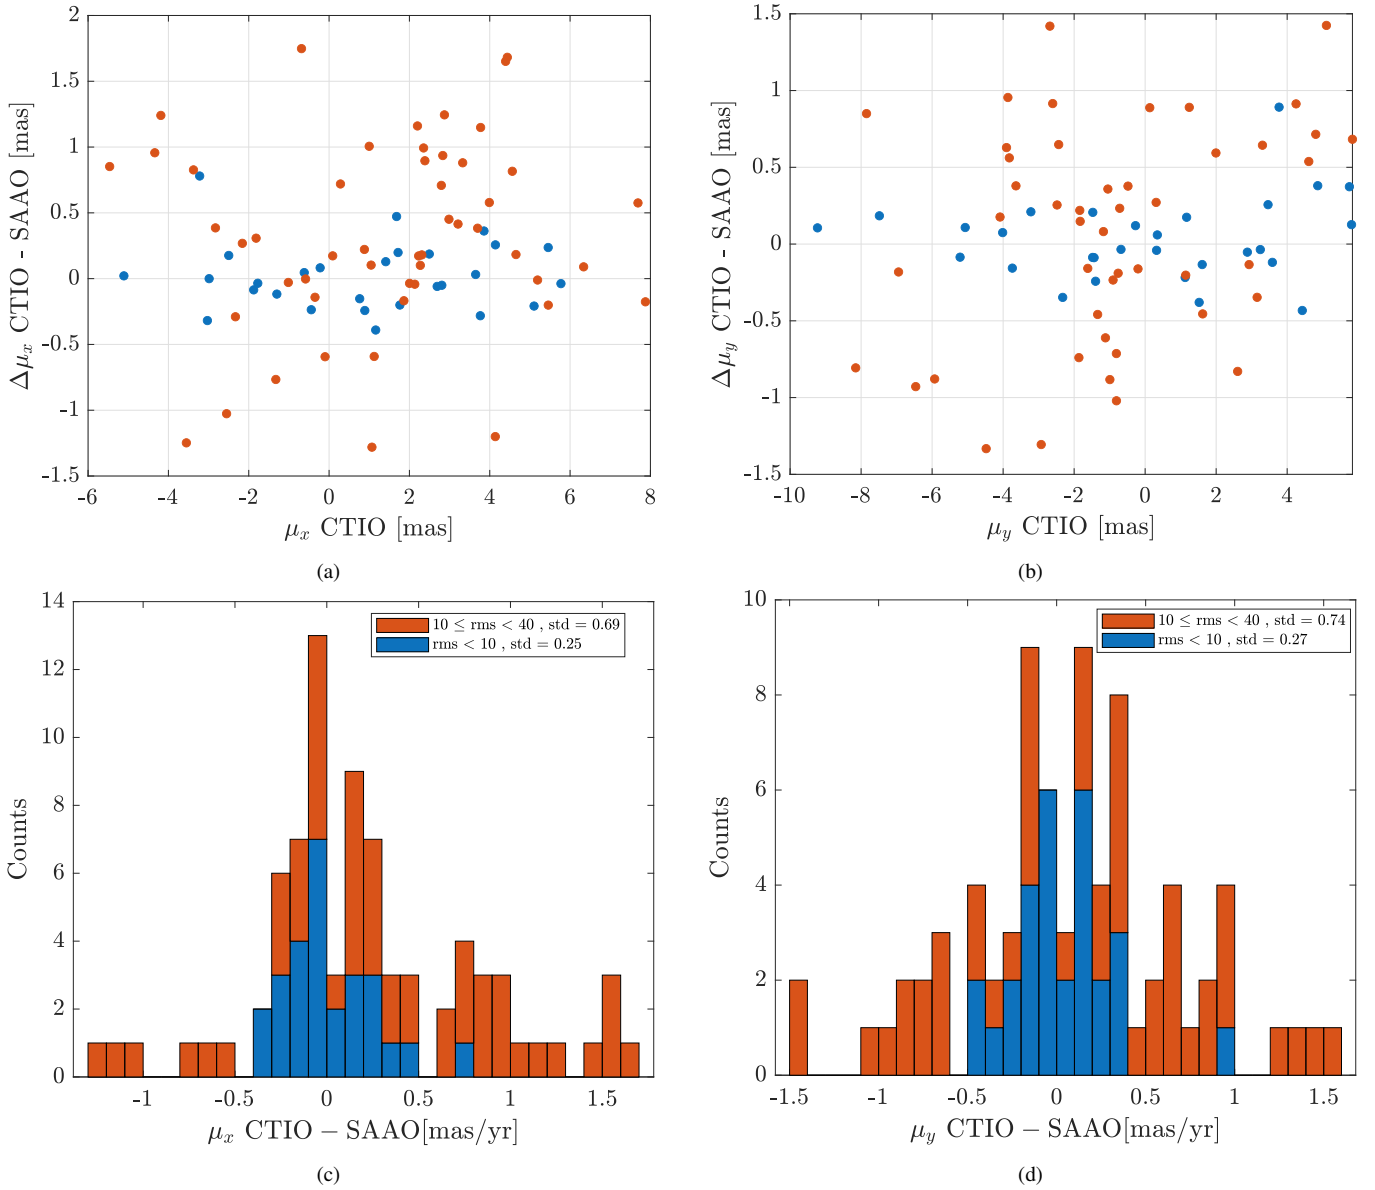 2
1.5
1
0.5
0
-0.5
-1
-1.5
-6 -4 -2 0 2 4 6 8
Δμx CTIO - SAAO [mas]
μx CTIO [mas]
(a)
1.5
1
0.5
0
-0.5
-1
-1.5
-10 -8 -6 -4 -2 0 2 4
Δμy CTIO - SAAO [mas]
μy CTIO [mas]
(b)
14
12
10
8
6
4
2
0
-1 -0.5 0 0.5 1 1.5
Counts
10 ≤ rms < 40 , std = 0.69
rms < 10 , std = 0.25
μx CTIO − SAAO[mas/yr]
(c)
10
8
6
4
2
0
-1.5 -1 -0.5 0 0.5 1 1.5
Counts
10 ≤ rms < 40 , std = 0.74
rms < 10 , std = 0.27
μy CTIO − SAAO[mas/yr]
(d)